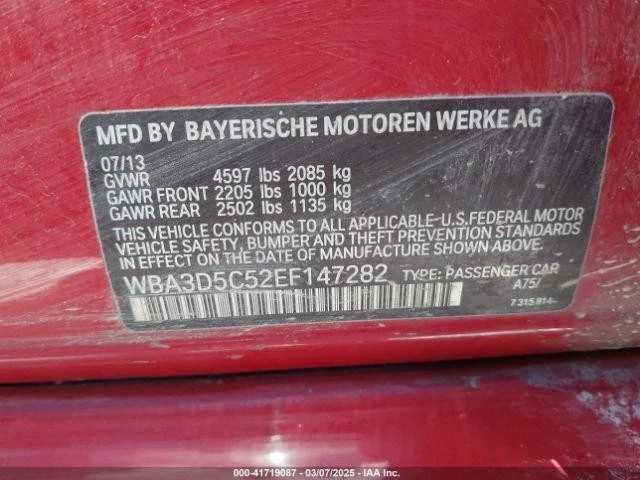 MFD BY BAYERISCHE MOTOREN WERKE AG
07/13
GVWR 4597 lbs 2085 kg
GAWR FRONT 2205 lbs 1000 kg
GAWR REAR 2502 lbs 1135 kg
THIS VEHICLE CONFORMS TO ALL APPLICABLE-U.S.FEDERAL MOTOR
VEHICLE SAFETY, BUMPER, AND THEFT PREVENTION STANDARDS
IN EFFECT ON THE DATE OF MANUFACTURE SHOWN ABOVE.
WBA3D5C52EF147282 TYPE: PASSENGER CAR
A75/
7 315 814-
000-41719087 | 03/07/2025 | IAA Inc.